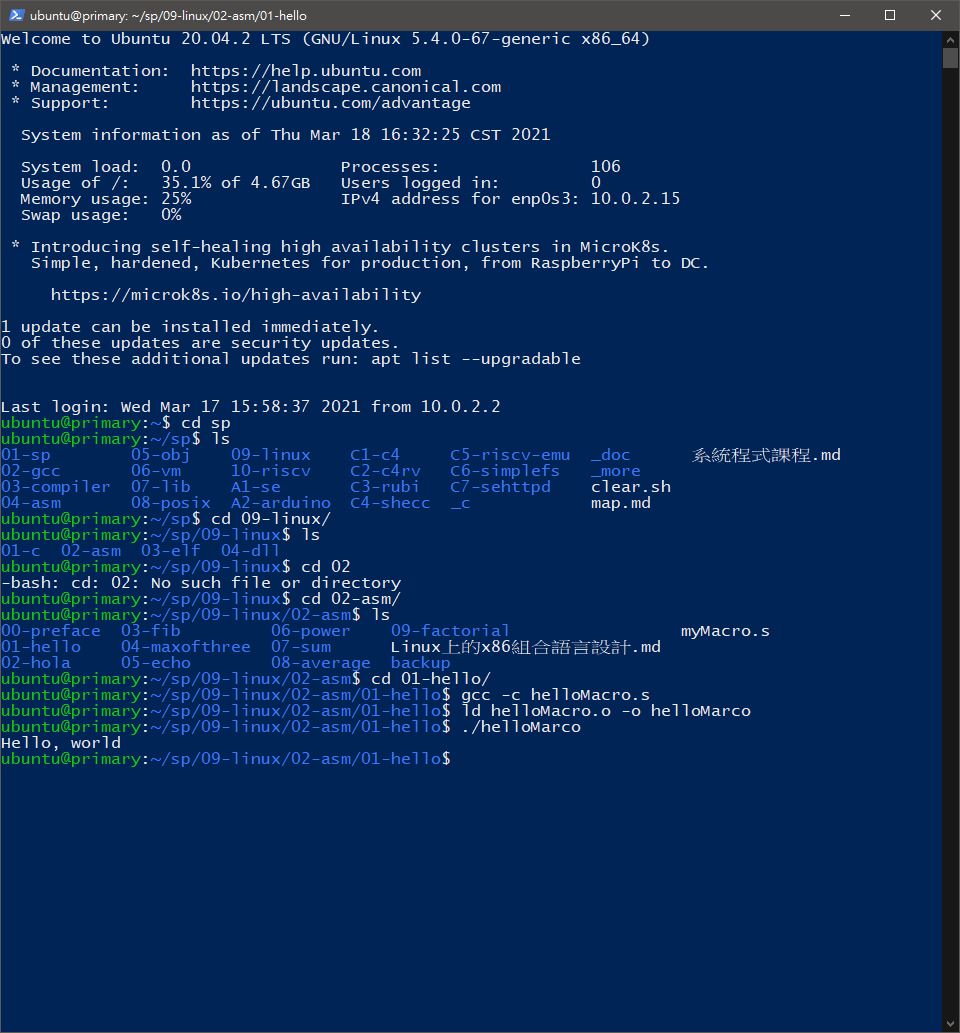 ubuntu@primary: ~/sp/09-linux/02-asm/01-hello
Welcome to Ubuntu 20.04.2 LTS (GNU/Linux 5.4.0-67-generic x86_64)
* Documentation:  https://help.ubuntu.com
* Management:     https://landscape.canonical.com
* Support:        https://ubuntu.com/advantage
System information as of Thu Mar 18 16:32:25 CST 2021
System load:  0.0               Processes:               106
Usage of /:   35.1% of 4.67GB   Users logged in:         0
Memory usage: 25%               IPv4 address for enp0s3: 10.0.2.15
Swap usage:   0%
* Introducing self-healing high availability clusters in MicroK8s.
Simple, hardened, Kubernetes for production, from RaspberryPi to DC.
https://microk8s.io/high-availability
1 update can be installed immediately.
0 of these updates are security updates.
To see these additional updates run: apt list --upgradable
Last login: Wed Mar 17 15:58:37 2021 from 10.0.2.2
ubuntu@primary:~$ cd sp
ubuntu@primary:~/sp$ ls
01-sp        05-obj    09-linux    C1-c4     C5-riscv-emu  _doc      系統程式課程.md
02-gcc       06-vm     10-riscv    C2-c4rv   C6-simplefs   _more
03-compiler  07-lib    A1-se       C3-rubi   C7-sehttpd    clear.sh
04-asm       08-posix  A2-arduino  C4-shecc  _c            map.md
ubuntu@primary:~/sp$ cd 09-linux/
ubuntu@primary:~/sp/09-linux$ ls
01-c  02-asm  03-elf  04-dll
ubuntu@primary:~/sp/09-linux$ cd 02
-bash: cd: 02: No such file or directory
ubuntu@primary:~/sp/09-linux$ cd 02-asm/
ubuntu@primary:~/sp/09-linux/02-asm$ ls
00-preface  03-fib         06-power    09-factorial                 myMacro.s
01-hello    04-maxofthree  07-sum      Linux上的x86組合語言設計.md
02-hola     05-echo        08-average  backup
ubuntu@primary:~/sp/09-linux/02-asm$ cd 01-hello/
ubuntu@primary:~/sp/09-linux/02-asm/01-hello$ gcc -c helloMacro.s
ubuntu@primary:~/sp/09-linux/02-asm/01-hello$ ld helloMacro.o -o helloMarco
ubuntu@primary:~/sp/09-linux/02-asm/01-hello$ ./helloMarco
Hello, world
ubuntu@primary:~/sp/09-linux/02-asm/01-hello$